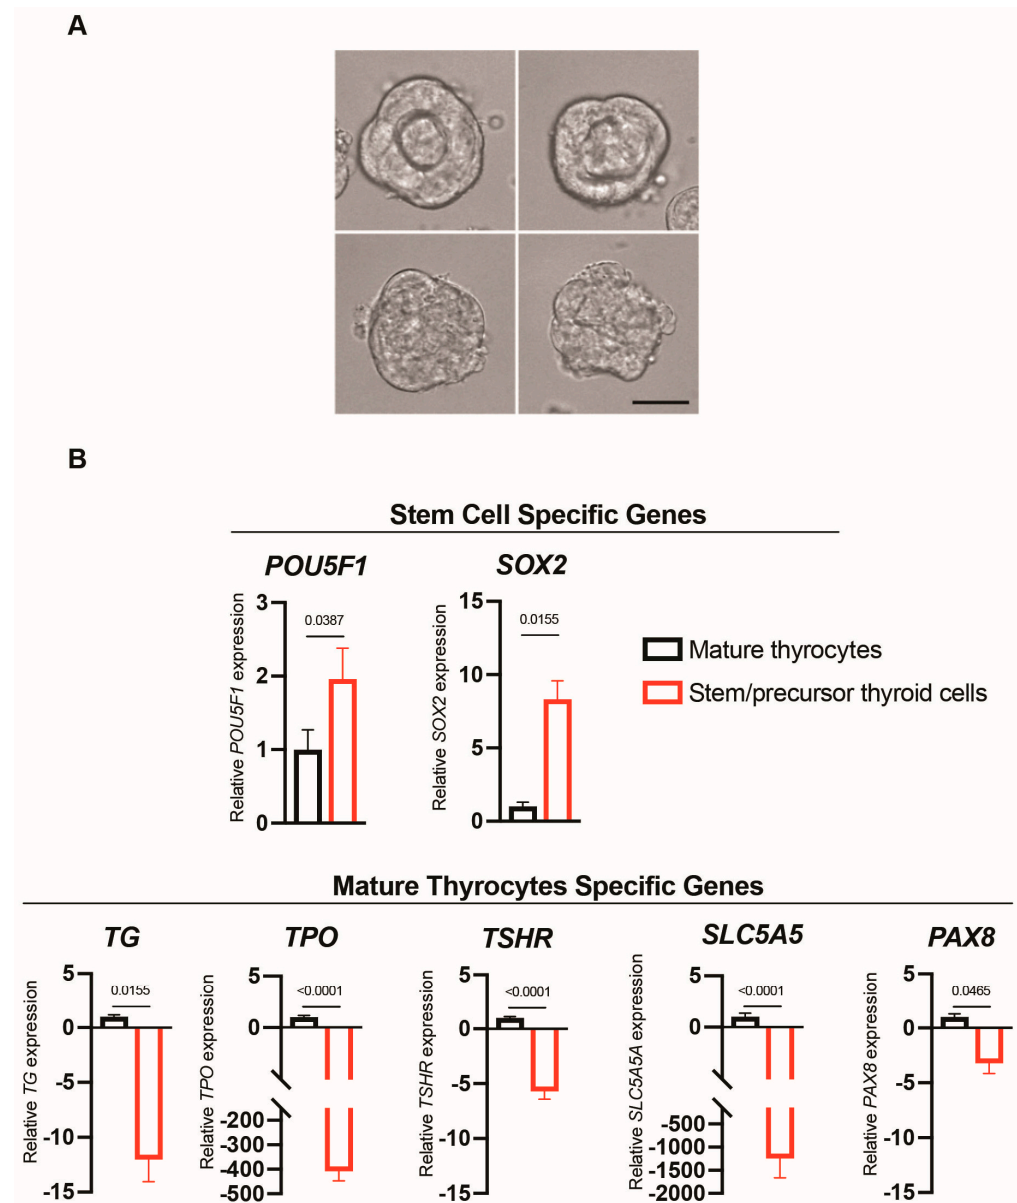 A
B
Stem Cell Specific Genes
POU5F1
SOX2
Relative POU5F1 expression
3
2
1
0
0.0387
Relative SOX2 expression
15
10
5
0
0.0155
Mature thyrocytes
Stem/precursor thyroid cells
Mature Thyrocytes Specific Genes
TG
TPO
TSHR
SLC5A5
PAX8
Relative TG expression
5
0
-5
-10
-15
0.0155
Relative TPO expression
5
0
-200
-300
-400
-500
<0.0001
Relative TSHR expression
5
0
-5
-10
-15
<0.0001
Relative SLC5A5A expression
5
0
-500
-1000
-1500
-2000
<0.0001
Relative PAX8 expression
5
0
-5
-10
-15
0.0465